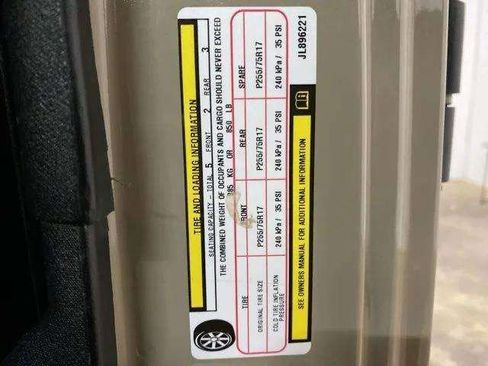 TIRE AND LOADING INFORMATION
SEATING CAPACITY - TOTAL 5 FRONT 2 REAR 3
THE COMBINED WEIGHT OF OCCUPANTS AND CARGO SHOULD NEVER EXCEED
385 KG OR 850 LB
TIRE FRONT REAR SPARE
ORIGINAL TIRE SIZE P255/75R17 P255/75R17 P255/75R17
COLD TIRE INFLATION PRESSURE 240 kPa / 35 PSI 240 kPa / 35 PSI 240 kPa / 35 PSI
SEE OWNERS MANUAL FOR ADDITIONAL INFORMATION
JL896221